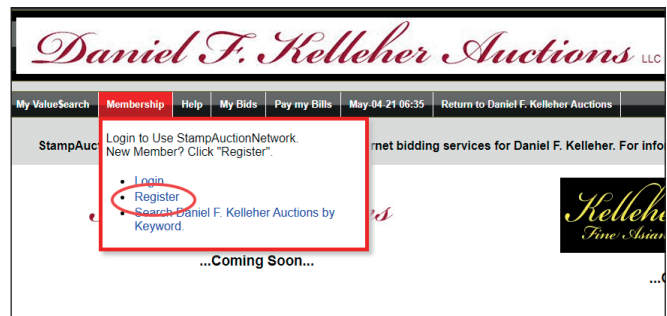 Daniel F. Kelleher Auctions LLC
My Value$earch Membership Help My Bids Pay my Bills May-04-21 06:35 Return to Daniel F. Kelleher Auctions
Login to Use StampAuctionNetwork.
New Member? Click "Register".
StampAuc rnet bidding services for Daniel F. Kelleher. For infor
• Login
• Register
• Search Daniel F. Kelleher Auctions by
Keyword.
Kellehe
Fine Asian
...Coming Soon...